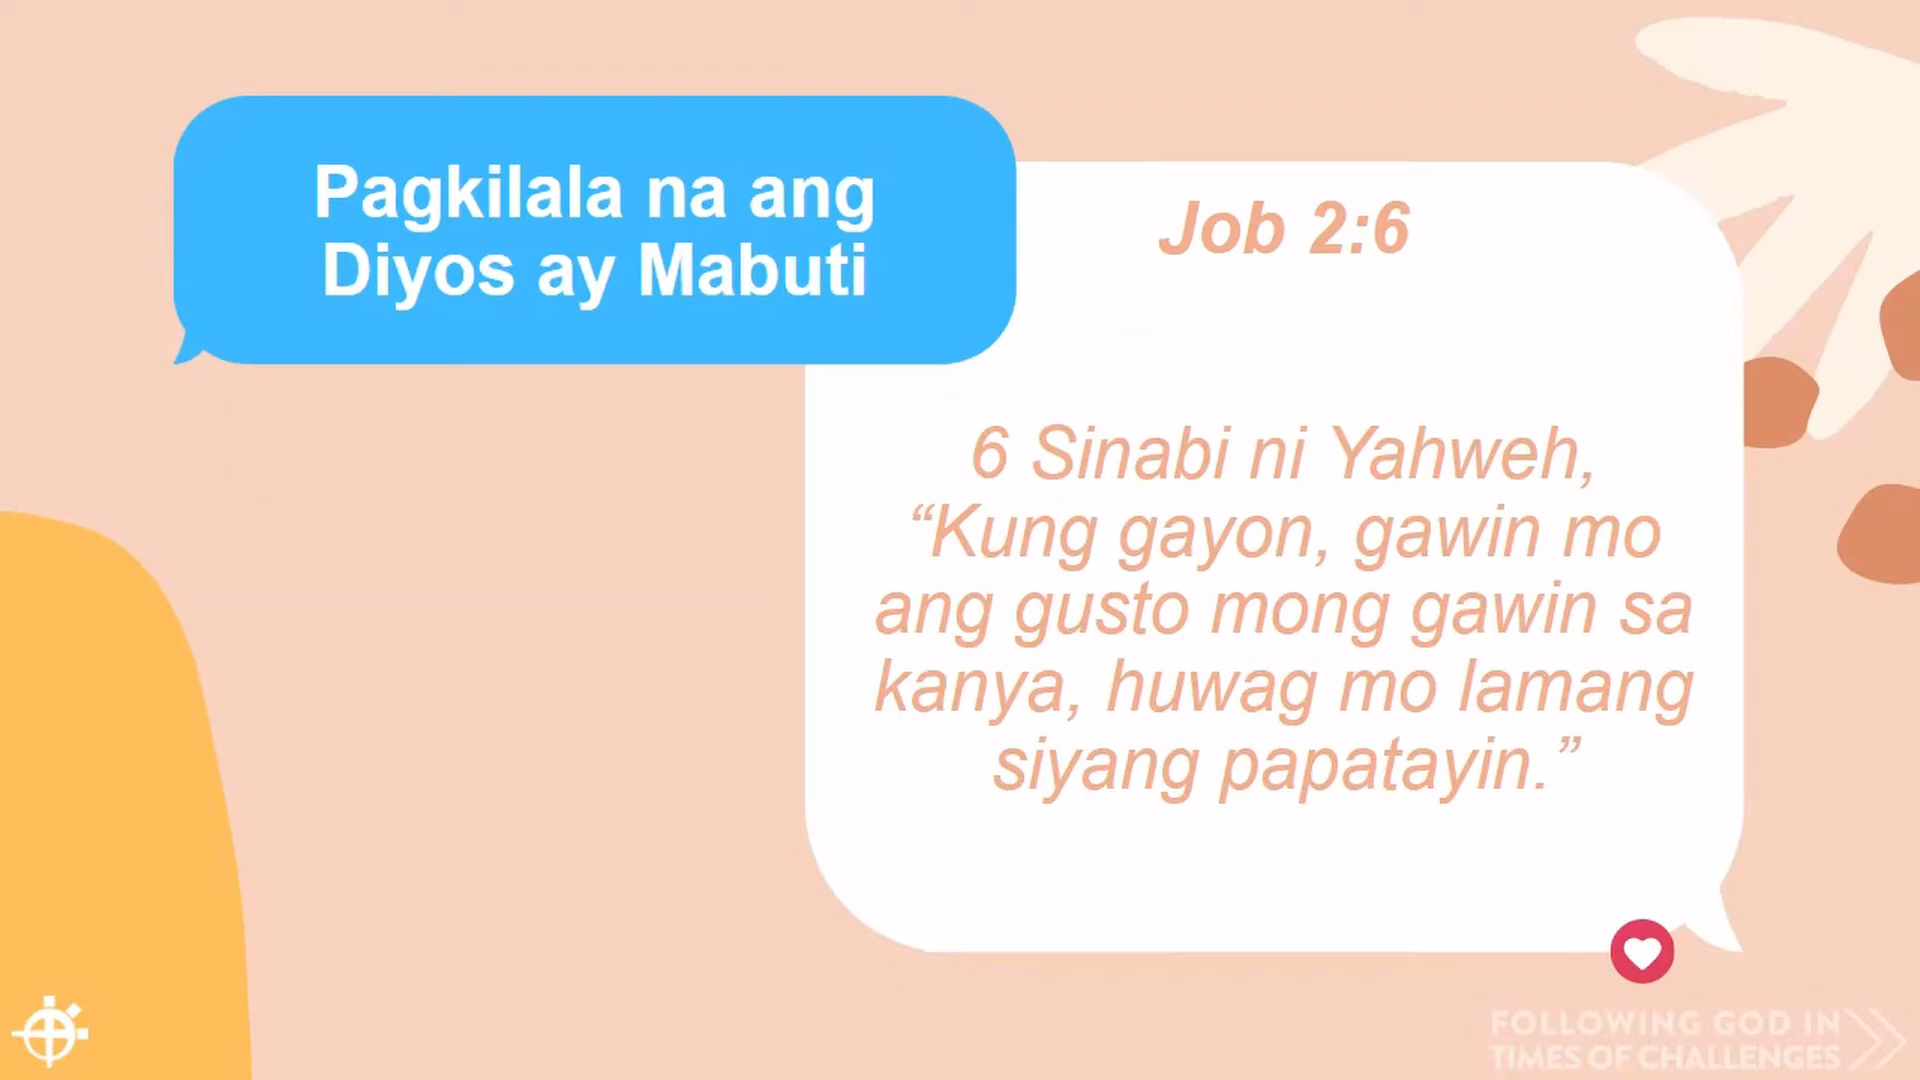 Pagkilala na ang
Diyos ay Mabuti
Job 2:6
6 Sinabi ni Yahweh,
“Kung gayon, gawin mo
ang gusto mong gawin sa
kanya, huwag mo lamang
siyang papatayin.”
FOLLOWING GOD IN
TIMES OF CHALLENGES